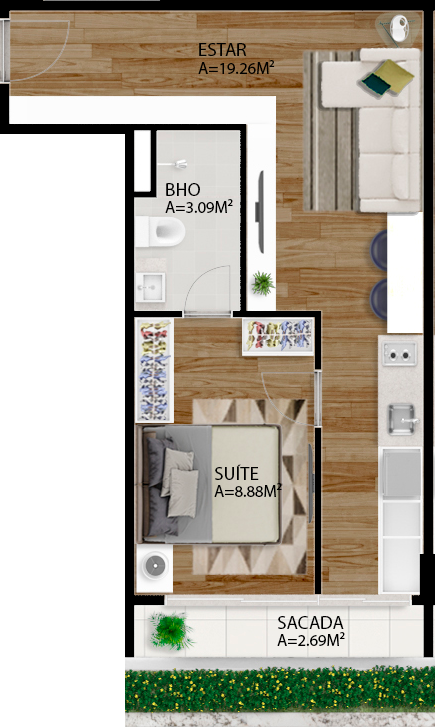 ESTAR
A=19.26M²
BHO
A=3.09M²
SUÍTE
A=8.88M²
SACADA
A=2.69M²